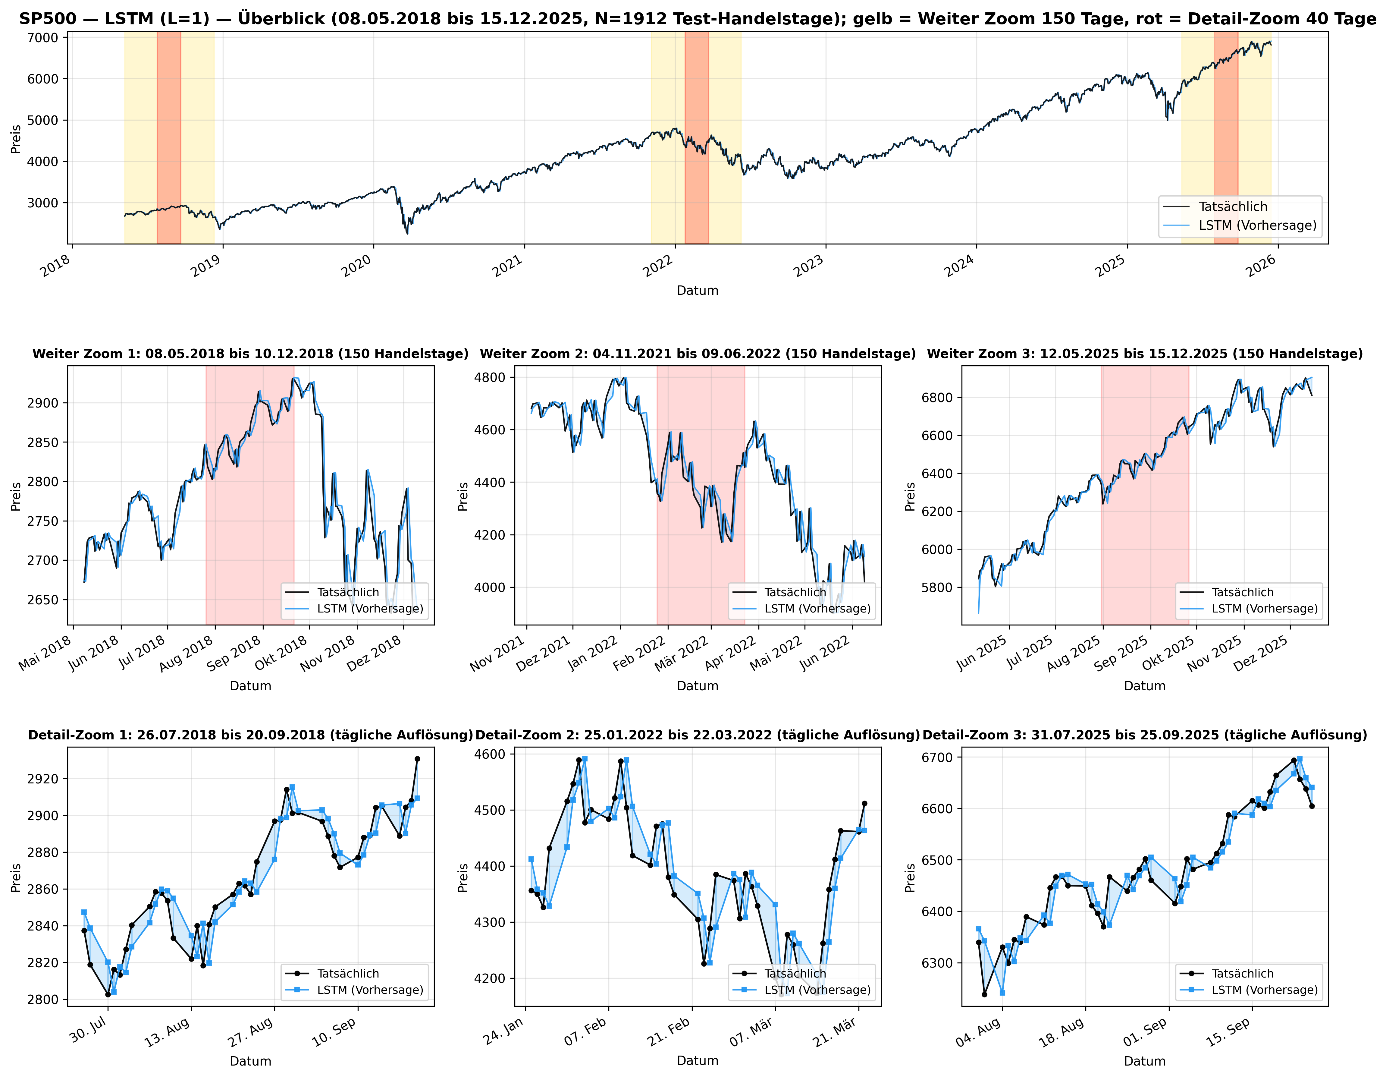 SP500 — LSTM (L=1) — Überblick (08.05.2018 bis 15.12.2025, N=1912 Test-Handelstage); gelb = Weiter Zoom 150 Tage, rot = Detail-Zoom 40 Tage
7000
6000
5000
4000
3000
Preis
Tatsächlich
LSTM (Vorhersage)
2018
2019
2020
2021
2022
2023
2024
2025
2026
Datum
Weiter Zoom 1: 08.05.2018 bis 10.12.2018 (150 Handelstage)
2900
2850
2800
2750
2700
2650
Preis
Tatsächlich
LSTM (Vorhersage)
Mai 2018
Jun 2018
Jul 2018
Aug 2018
Sep 2018
Okt 2018
Nov 2018
Dez 2018
Datum
Weiter Zoom 2: 04.11.2021 bis 09.06.2022 (150 Handelstage)
4800
4600
4400
4200
4000
Preis
Tatsächlich
LSTM (Vorhersage)
Nov 2021
Dez 2021
Jan 2022
Feb 2022
Mär 2022
Apr 2022
Mai 2022
Jun 2022
Datum
Weiter Zoom 3: 12.05.2025 bis 15.12.2025 (150 Handelstage)
6800
6600
6400
6200
6000
5800
Preis
Tatsächlich
LSTM (Vorhersage)
Jun 2025
Jul 2025
Aug 2025
Sep 2025
Okt 2025
Nov 2025
Dez 2025
Datum
Detail-Zoom 1: 26.07.2018 bis 20.09.2018 (tägliche Auflösung)
2920
2900
2880
2860
2840
2820
2800
Preis
Tatsächlich
LSTM (Vorhersage)
30. Jul
13. Aug
27. Aug
10. Sep
Datum
Detail-Zoom 2: 25.01.2022 bis 22.03.2022 (tägliche Auflösung)
4600
4500
4400
4300
4200
Preis
Tatsächlich
LSTM (Vorhersage)
24. Jan
07. Feb
21. Feb
07. Mär
21. Mär
Datum
Detail-Zoom 3: 31.07.2025 bis 25.09.2025 (tägliche Auflösung)
6700
6600
6500
6400
6300
Preis
Tatsächlich
LSTM (Vorhersage)
04. Aug
18. Aug
01. Sep
15. Sep
Datum